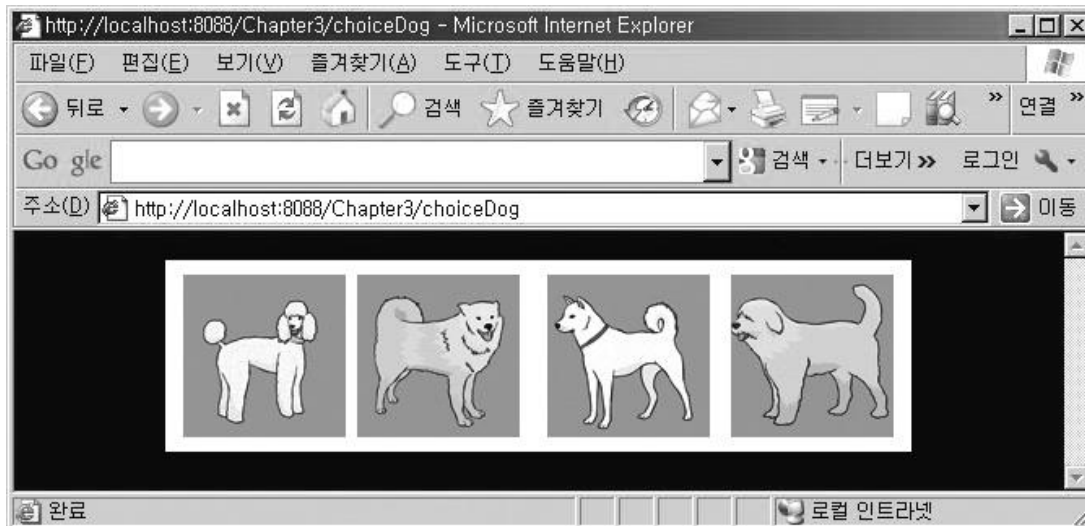 http://localhost:8088/Chapter3/choiceDog - Microsoft Internet Explorer
파일(F) 편집(E) 보기(V) 즐겨찾기(A) 도구(T) 도움말(H)
뒤로 검색 즐겨찾기 » 연결 »
Go gle 검색 더보기 » 로그인
주소(D) http://localhost:8088/Chapter3/choiceDog 이동
완료 로컬 인트라넷